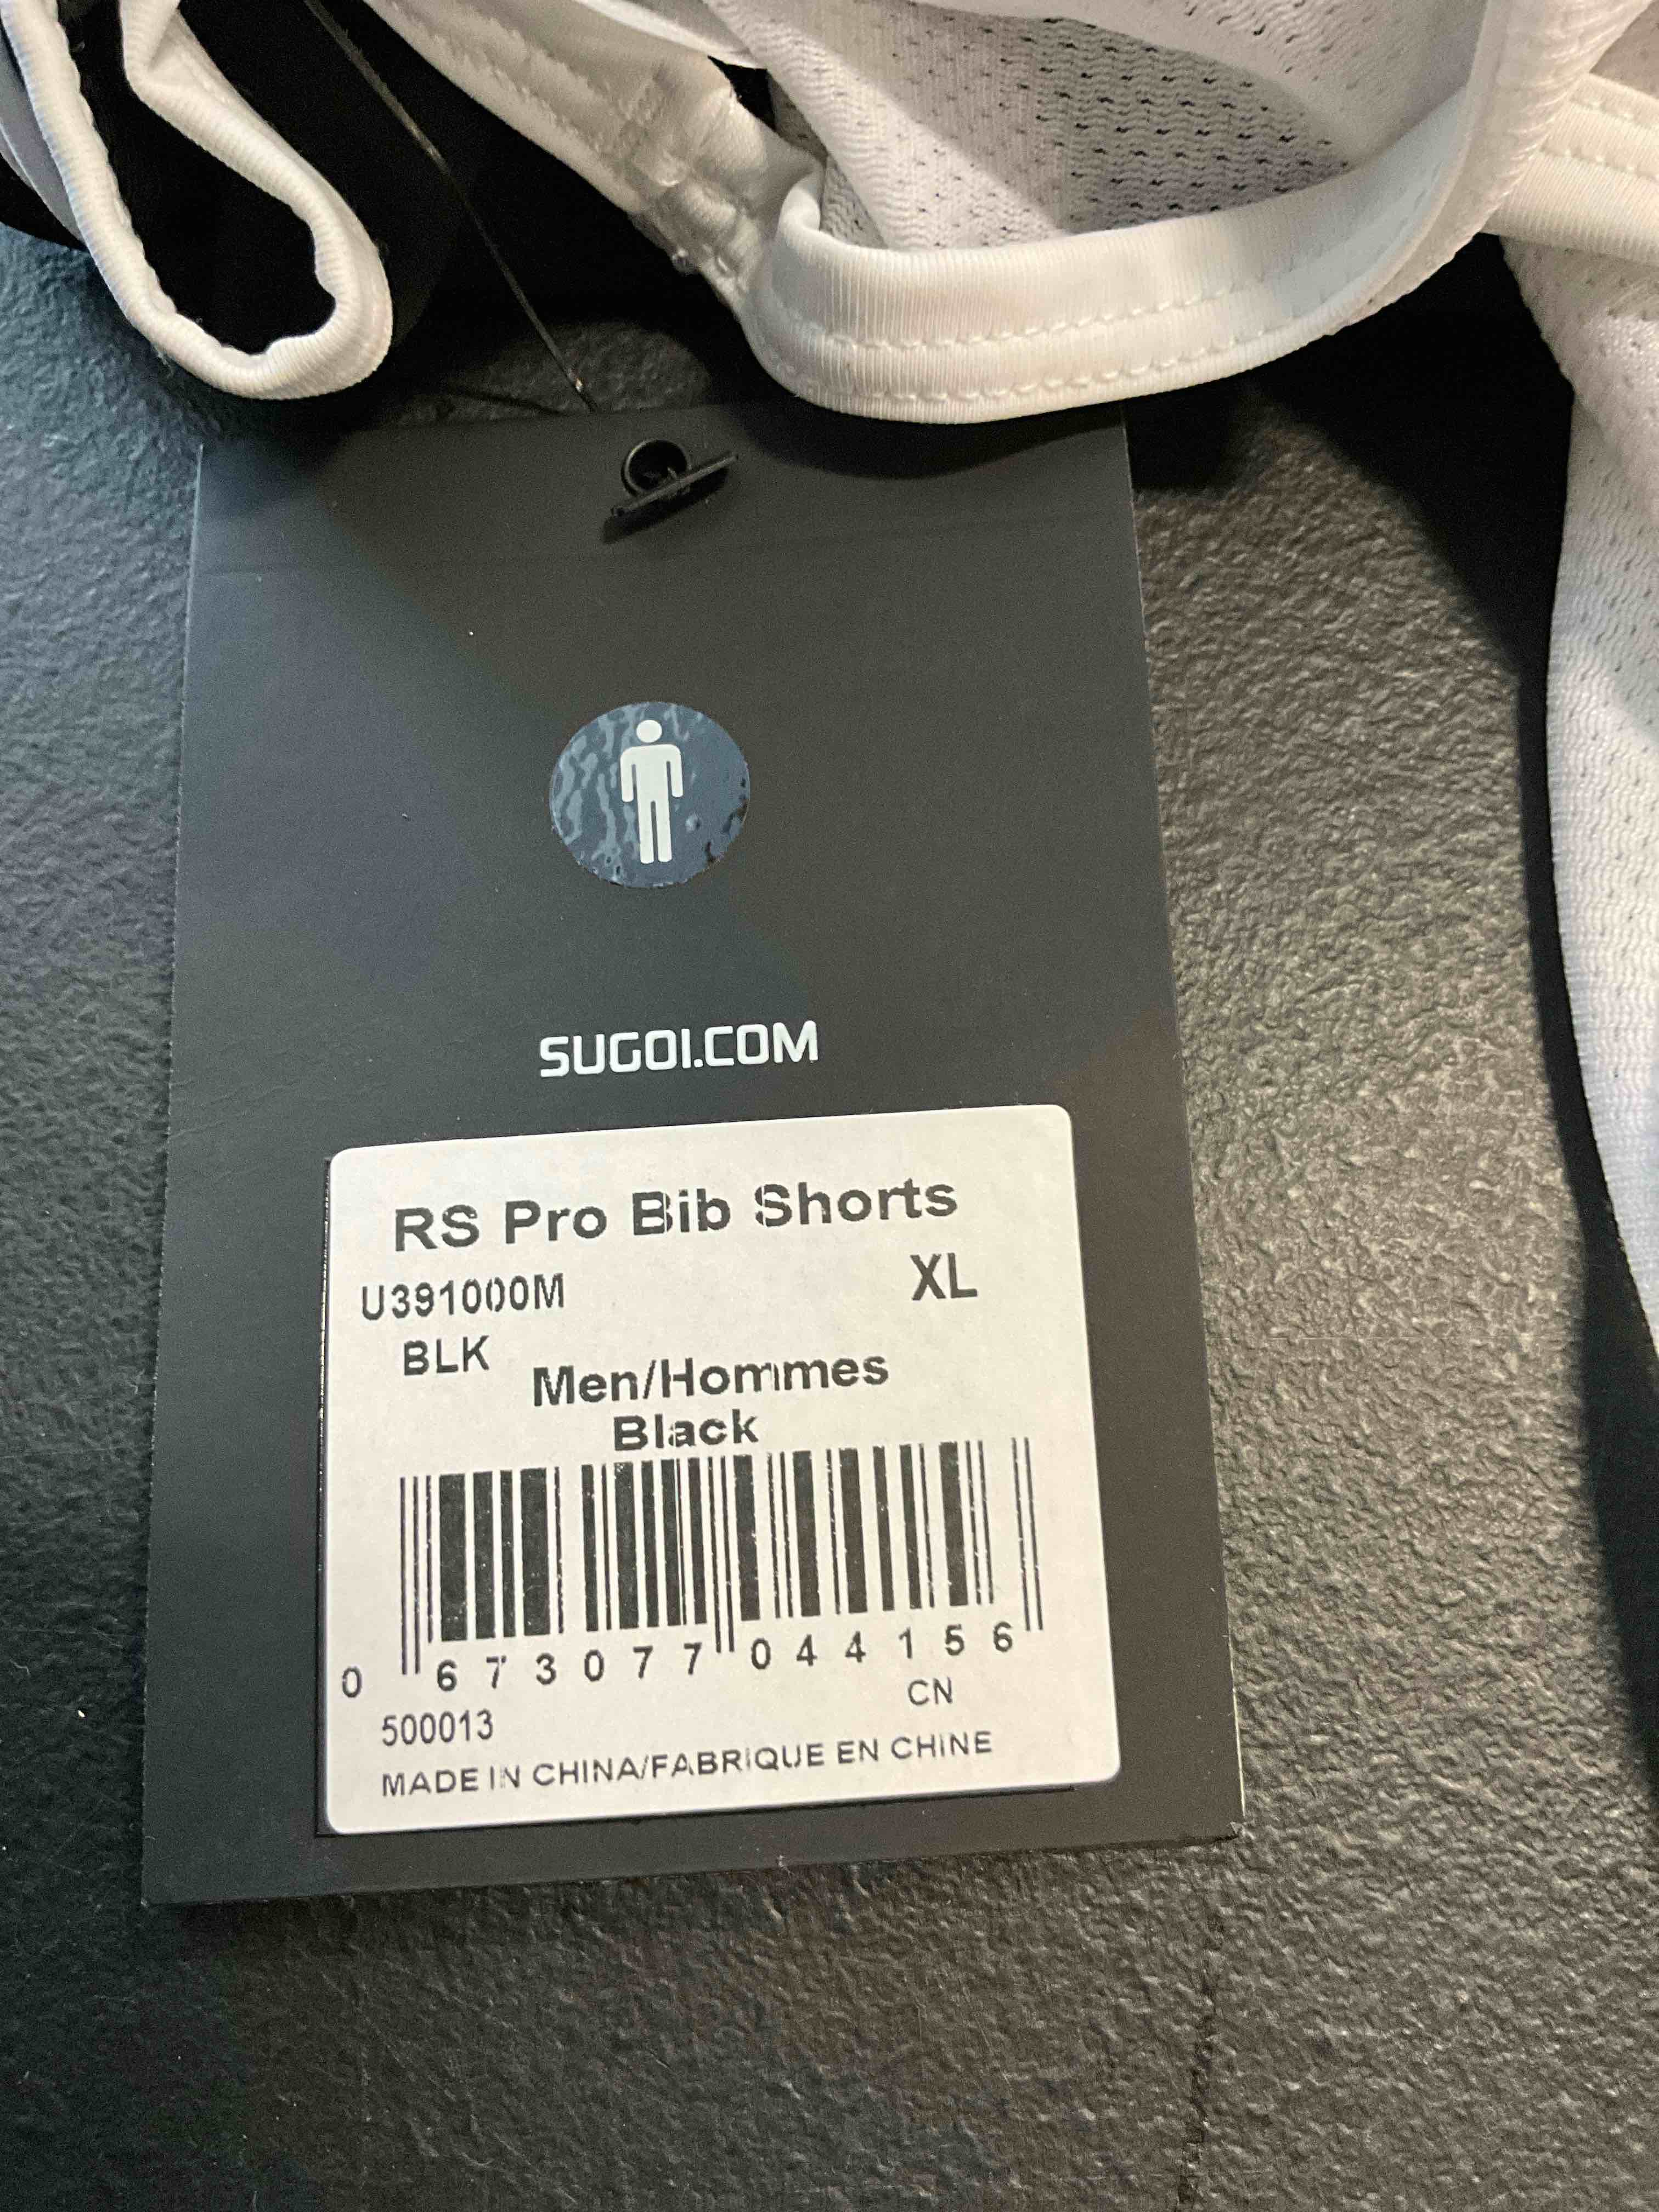 SUGOI.COM
RS Pro Bib Shorts
U391000M XL
BLK
Men/Hommes
Black
0 673077 044156
500013 CN
MADE IN CHINA/FABRIQUE EN CHINE